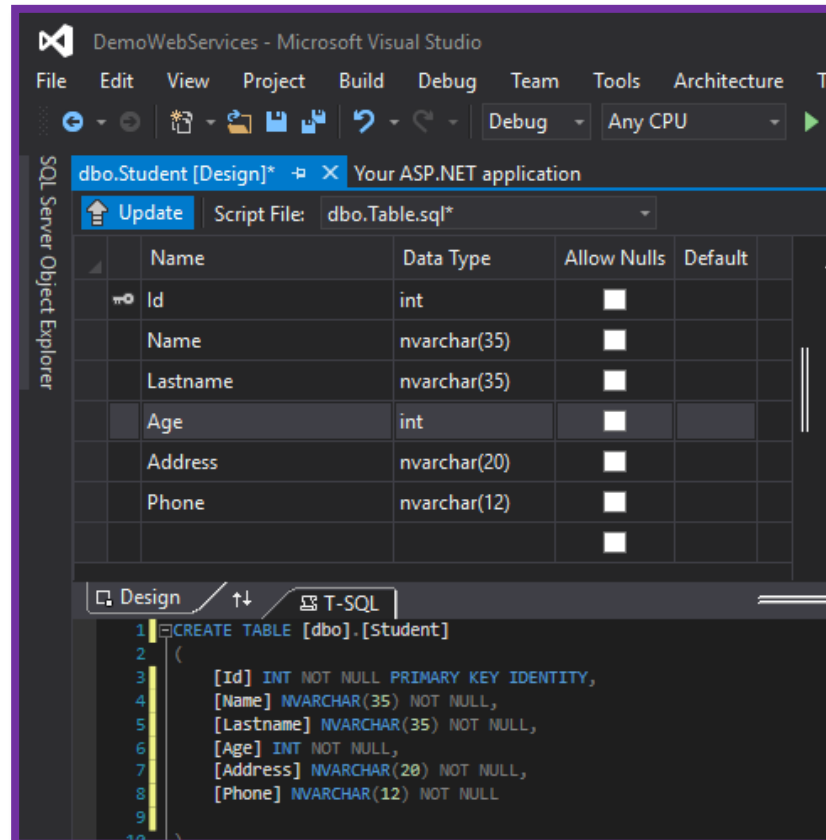 DemoWebServices - Microsoft Visual Studio
File Edit View Project Build Debug Team Tools Architecture T
Debug Any CPU
SQL Server Object Explorer
dbo.Student [Design]* Your ASP.NET application
Update Script File: dbo.Table.sql*
Name Data Type Allow Nulls Default
Id int
Name nvarchar(35)
Lastname nvarchar(35)
Age int
Address nvarchar(20)
Phone nvarchar(12)
Design T-SQL
1 CREATE TABLE [dbo].[Student]
2 (
3 [Id] INT NOT NULL PRIMARY KEY IDENTITY,
4 [Name] NVARCHAR(35) NOT NULL,
5 [Lastname] NVARCHAR(35) NOT NULL,
6 [Age] INT NOT NULL,
7 [Address] NVARCHAR(20) NOT NULL,
8 [Phone] NVARCHAR(12) NOT NULL
9
10 )